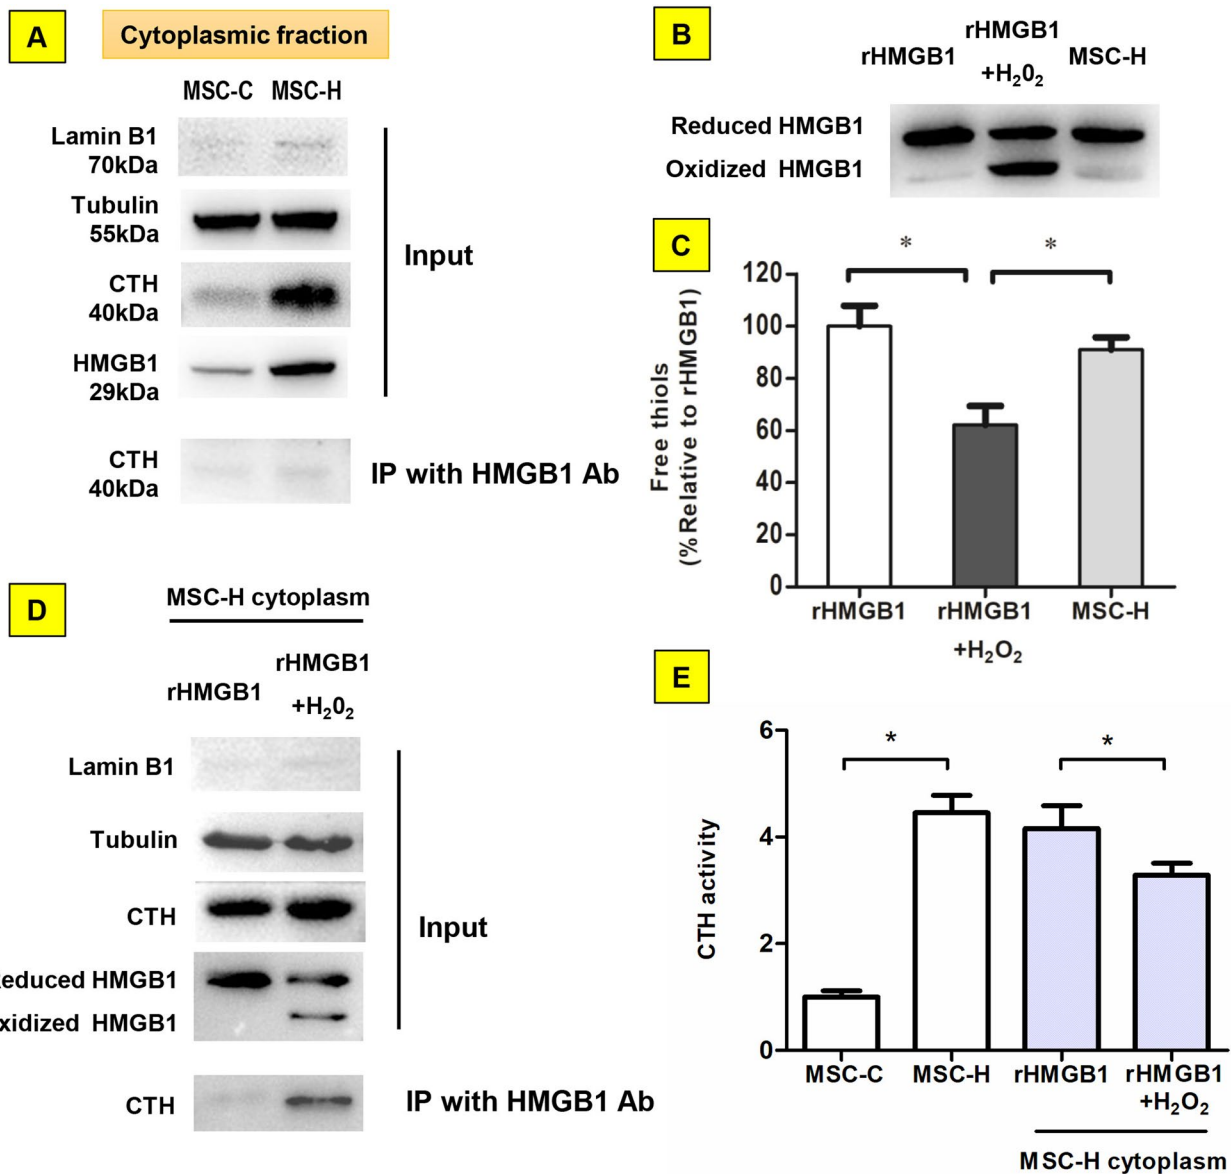 A
Cytoplasmic fraction
MSC-C MSC-H
Lamin B1
70kDa
Tubulin
55kDa
CTH
40kDa
HMGB1
29kDa
Input
CTH
40kDa
IP with HMGB1 Ab
B
rHMGB1
rHMGB1
+H₂0₂
MSC-H
Reduced HMGB1
Oxidized HMGB1
C
*
*
Free thiols
(%Relative to rHMGB1)
120
100
80
60
40
20
0
rHMGB1
rHMGB1
+H₂O₂
MSC-H
D
MSC-H cytoplasm
rHMGB1
rHMGB1
+H₂0₂
Lamin B1
Tubulin
CTH
educed HMGB1
xidized HMGB1
Input
CTH
IP with HMGB1 Ab
E
*
*
CTH activity
6
4
2
0
MSC-C
MSC-H
rHMGB1
rHMGB1
+H₂O₂
MSC-H cytoplasm